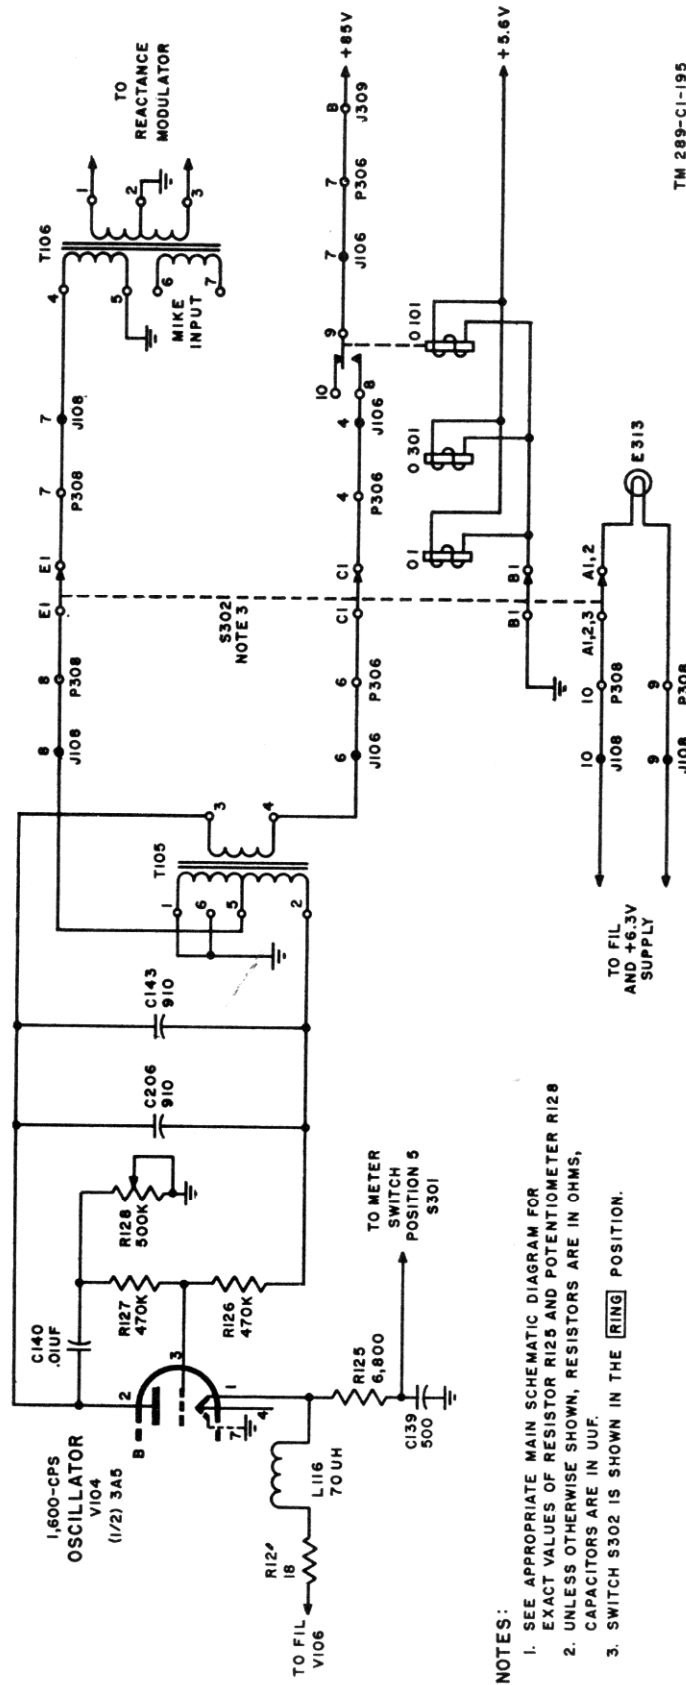 1,600-CPS
OSCILLATOR
V104
(1/2) 3A5
B
2
3
1
4
7
C140
.01UF
R127
470K
R128
500K
R126
470K
C206
910
C143
910
T105
1
6
5
2
3
4
L116
70UH
18
TO FIL
V106
R125
6,800
C139
500
TO METER
SWITCH
POSITION 5
S301
8
J108
8
P308
E1
E1
7
P308
7
J108
S302
NOTE 3
6
J106
6
P306
C1
C1
4
P306
4
J106
10
8
9
7
J106
7
P306
B
J309
+85V
T106
4
5
6
7
MIKE
INPUT
1
2
3
TO
REACTANCE
MODULATOR
O1
O301
O101
+5.6V
B1
B1
A1,2,3
A1,2
E313
10
J108
10
P308
9
J108
9
P308
TO FIL
AND +6.3V
SUPPLY
NOTES:
1. SEE APPROPRIATE MAIN SCHEMATIC DIAGRAM FOR
EXACT VALUES OF RESISTOR R125 AND POTENTIOMETER R128
2. UNLESS OTHERWISE SHOWN, RESISTORS ARE IN OHMS,
CAPACITORS ARE IN UUF.
3. SWITCH S302 IS SHOWN IN THE RING POSITION.
TM 289-C1-195